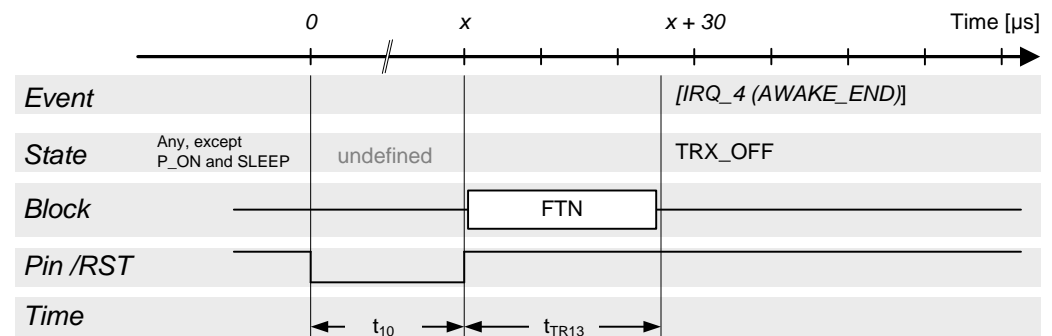 0 x x + 30 Time [µs]
Event [IRQ_4 (AWAKE_END)]
State Any, except P_ON and SLEEP undefined TRX_OFF
Block FTN
Pin /RST
Time t10 tTR13